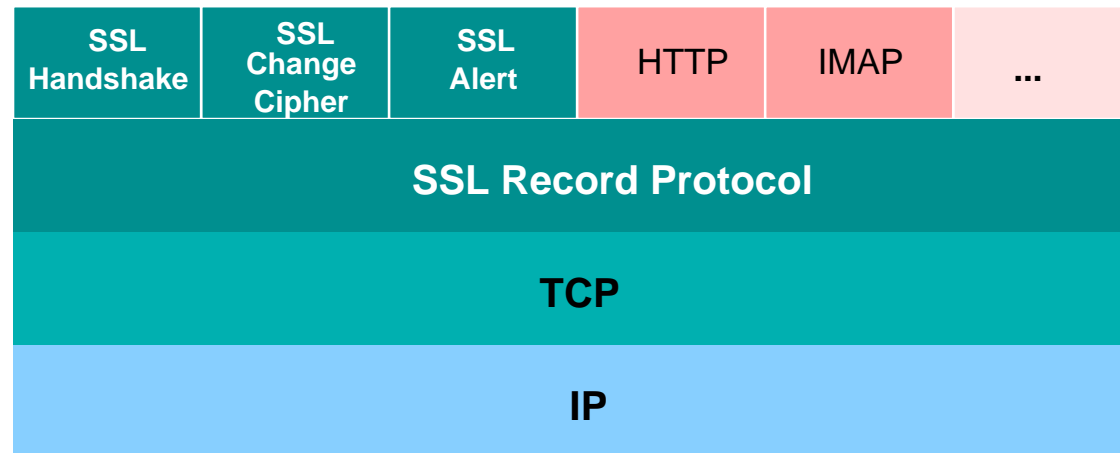 SSL
Handshake
SSL
Change
Cipher
SSL
Alert
HTTP
IMAP
...
SSL Record Protocol
TCP
IP